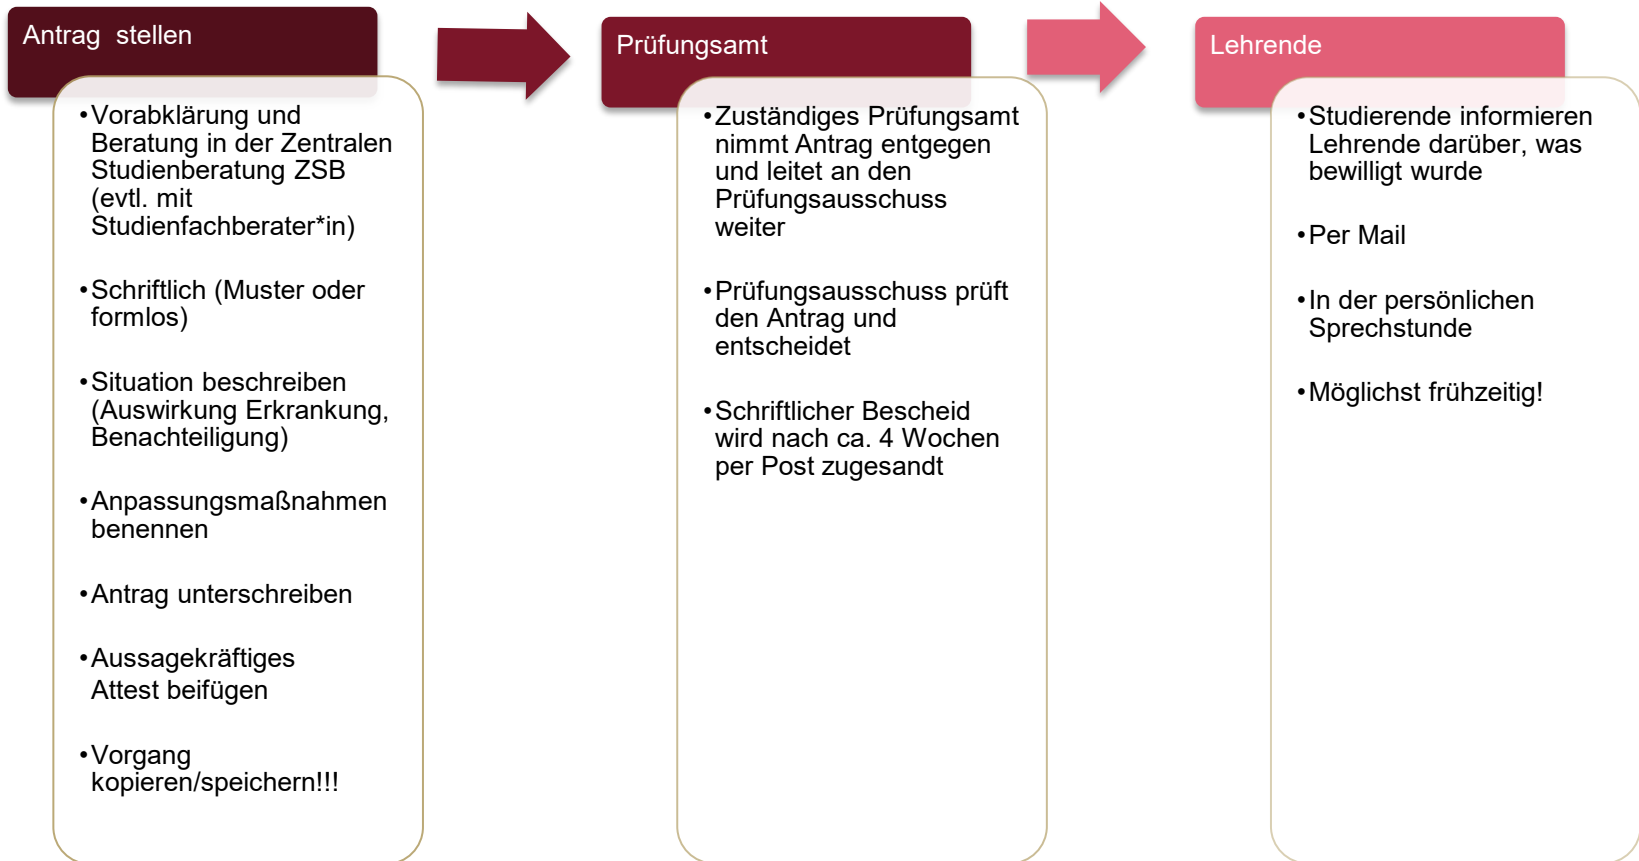 Antrag stellen
•Vorabklärung und
Beratung in der Zentralen
Studienberatung ZSB
(evtl. mit
Studienfachberater*in)
•Schriftlich (Muster oder
formlos)
•Situation beschreiben
(Auswirkung Erkrankung,
Benachteiligung)
•Anpassungsmaßnahmen
benennen
•Antrag unterschreiben
•Aussagekräftiges
Attest beifügen
•Vorgang
kopieren/speichern!!!
Prüfungsamt
•Zuständiges Prüfungsamt
nimmt Antrag entgegen
und leitet an den
Prüfungsausschuss
weiter
•Prüfungsausschuss prüft
den Antrag und
entscheidet
•Schriftlicher Bescheid
wird nach ca. 4 Wochen
per Post zugesandt
Lehrende
•Studierende informieren
Lehrende darüber, was
bewilligt wurde
•Per Mail
•In der persönlichen
Sprechstunde
•Möglichst frühzeitig!